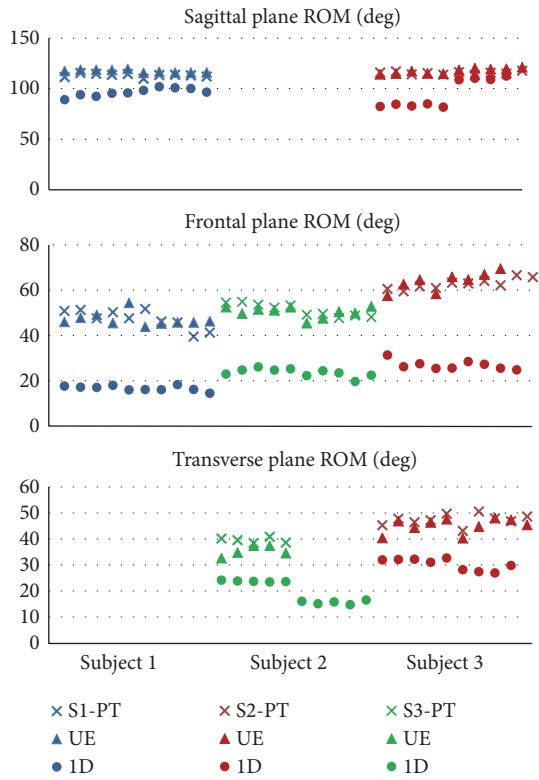 Sagittal plane ROM (deg)
150
100
50
0
Frontal plane ROM (deg)
80
60
40
20
0
Transverse plane ROM (deg)
60
50
40
30
20
10
0
Subject 1 Subject 2 Subject 3
S1-PT S2-PT S3-PT
UE UE UE
1D 1D 1D